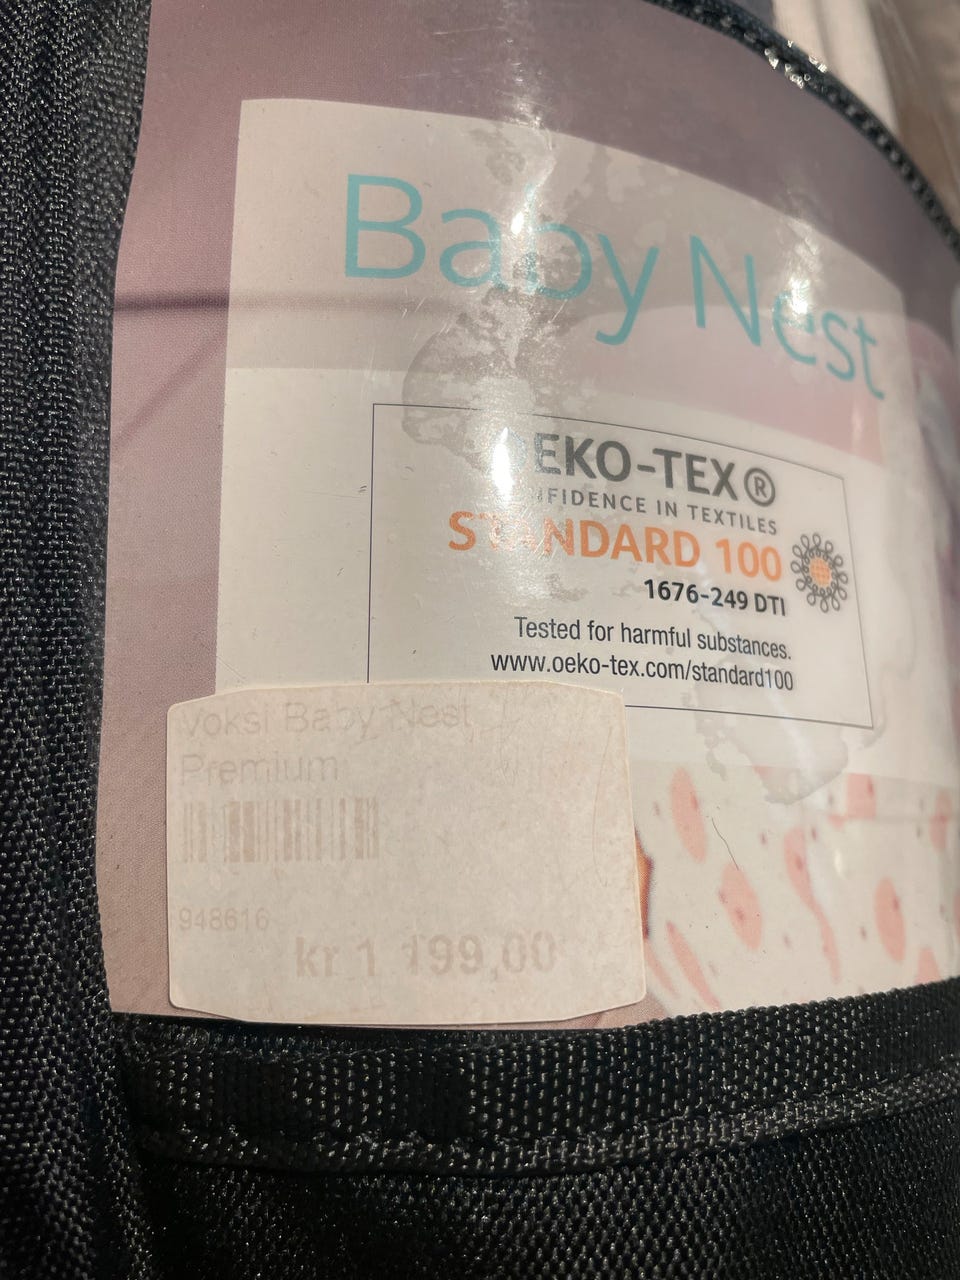 Baby Nest
OEKO-TEX®
CONFIDENCE IN TEXTILES
STANDARD 100
1676-249 DTI
Tested for harmful substances.
www.oeko-tex.com/standard100
Voksi Baby Nest
Premium
948616
kr 1 199,00